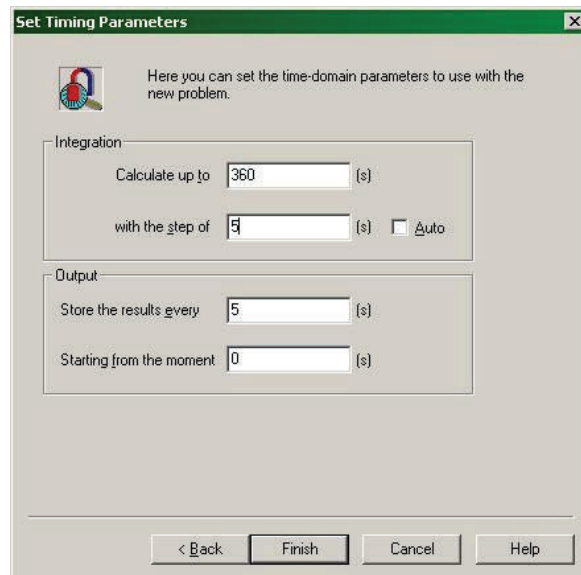 Set Timing Parameters
Here you can set the time-domain parameters to use with the
new problem.
Integration
Calculate up to 360 (s)
with the step of 5 (s) Auto
Output
Store the results every 5 (s)
Starting from the moment 0 (s)
< Back Finish Cancel Help